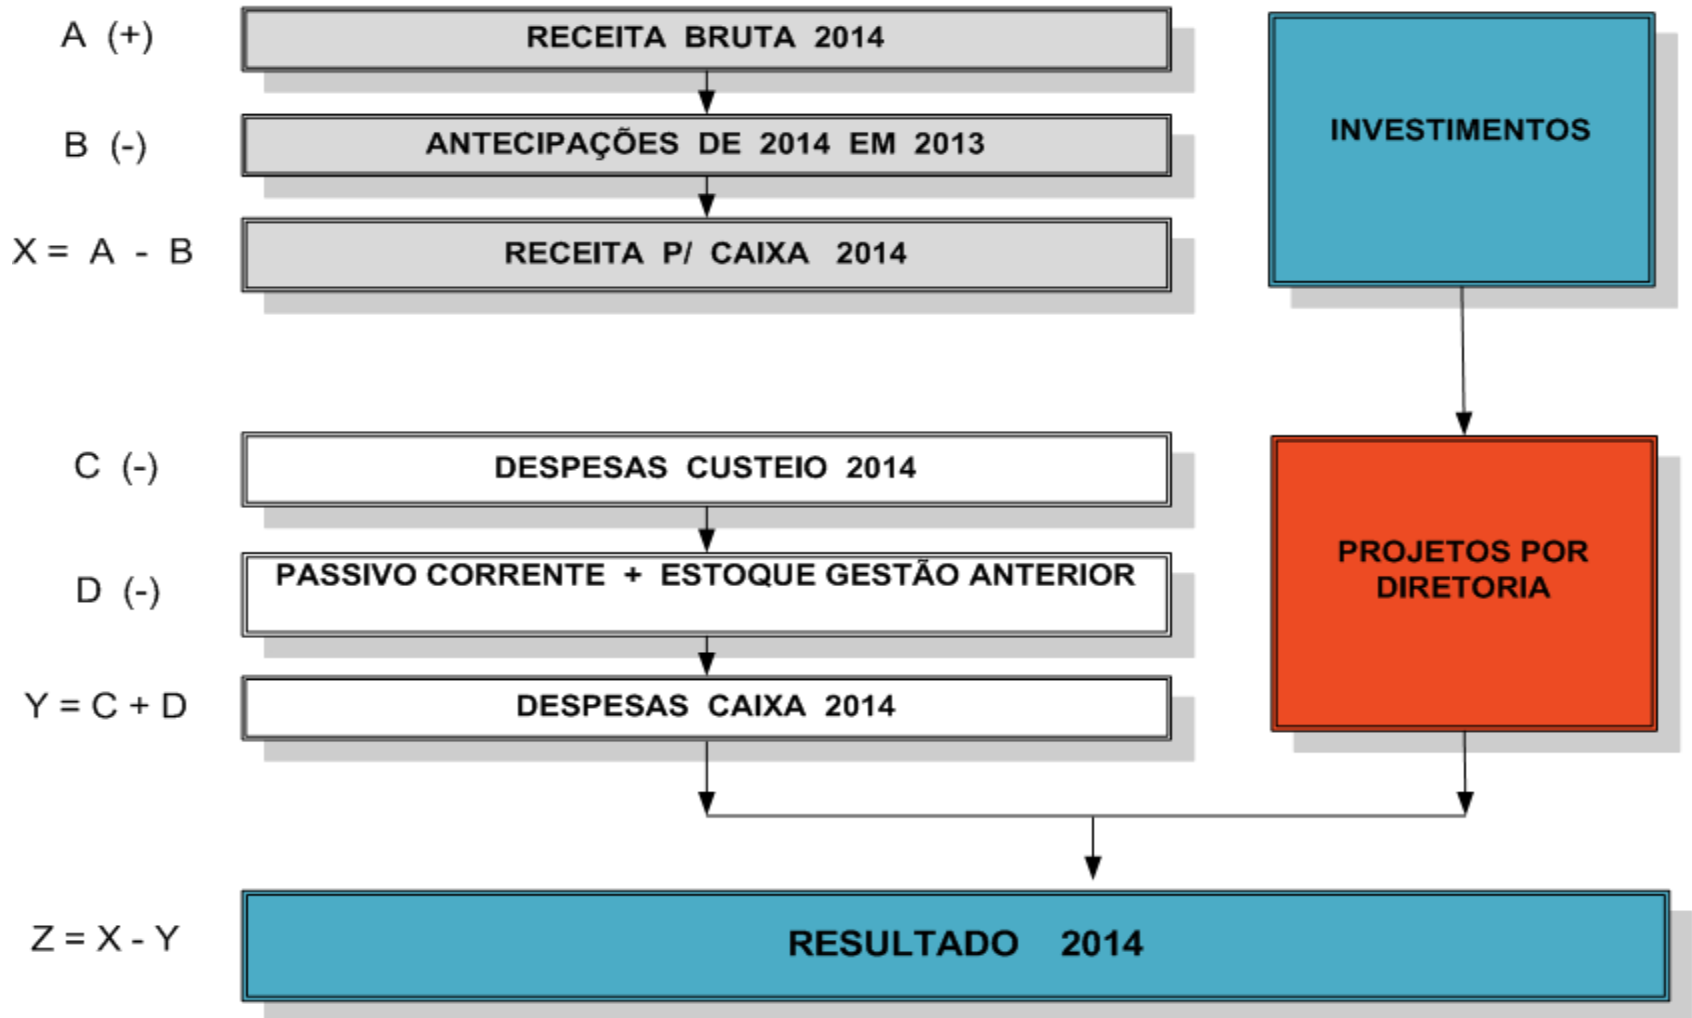 A (+)
RECEITA BRUTA 2014
B (-)
ANTECIPAÇÕES DE 2014 EM 2013
X = A - B
RECEITA P/ CAIXA 2014
INVESTIMENTOS
C (-)
DESPESAS CUSTEIO 2014
D (-)
PASSIVO CORRENTE + ESTOQUE GESTÃO ANTERIOR
Y = C + D
DESPESAS CAIXA 2014
PROJETOS POR
DIRETORIA
Z = X - Y
RESULTADO 2014